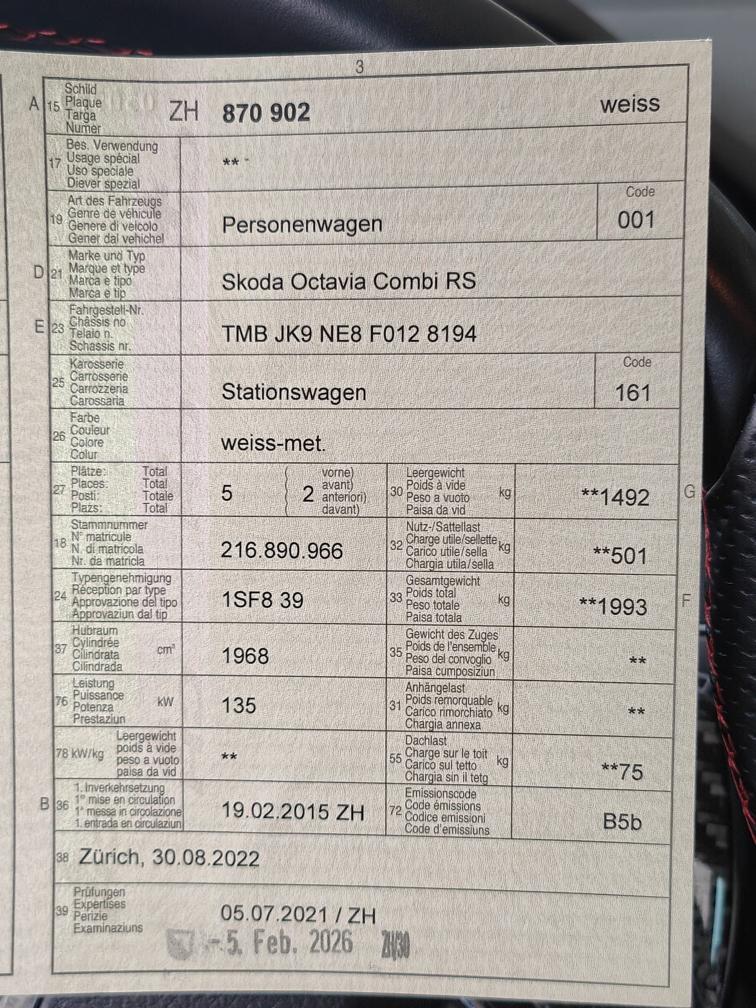 3
A 15 Schild
Plaque
Targa
Numer
ZH 870 902 weiss
17 Bes. Verwendung
Usage spécial
Uso speciale
Diever spezial
**
19 Art des Fahrzeugs
Genre de véhicule
Genere di veicolo
Gener dal vehichel
Personenwagen
Code
001
D 21 Marke und Typ
Marque et type
Marca e tipo
Marca e tip
Skoda Octavia Combi RS
E 23 Fahrgestell-Nr.
Châssis no
Telaio n.
Schassis nr.
TMB JK9 NE8 F012 8194
25 Karosserie
Carrosserie
Carrozzeria
Carossaria
Stationswagen
Code
161
26 Farbe
Couleur
Colore
Colur
weiss-met.
27 Plätze: Total
Places: Total
Posti: Totale
Plazs: Total
5 ( 2 vorne)
avant)
anteriori)
davant)
30 Leergewicht
Poids à vide
Peso a vuoto
Paisa da vid
kg
**1492 G
18 Stammnummer
N° matricule
N. di matricola
Nr. da matricla
216.890.966
32 Nutz-/Sattellast
Charge utile/sellette
Carico utile/sella
Chargia utila/sella
kg
**501
24 Typengenehmigung
Réception par type
Approvazione del tipo
Approvaziun dal tip
1SF8 39
33 Gesamtgewicht
Poids total
Peso totale
Paisa totala
kg
**1993 F
37 Hubraum
Cylindrée
Cilindrata
Cilindrada
cm³
1968
35 Gewicht des Zuges
Poids de l'ensemble
Peso del convoglio
Paisa cumposiziun
kg
**
76 Leistung
Puissance
Potenza
Prestaziun
kW
135
31 Anhängelast
Poids remorquable
Carico rimorchiato
Chargia annexa
kg
**
78 kW/kg Leergewicht
poids à vide
peso a vuoto
paisa da vid
**
55 Dachlast
Charge sur le toit
Carico sul tetto
Chargia sin il tetg
kg
**75
B 36 1. Inverkehrsetzung
1re mise en circulation
1a messa in circolazione
1. entrada en circulaziun
19.02.2015 ZH
72 Emissionscode
Code émissions
Codice emissioni
Code d'emissiuns
B5b
38 Zürich, 30.08.2022
39 Prüfungen
Expertises
Perizie
Examinaziuns
05.07.2021 / ZH
-5. Feb. 2026 ZH/30